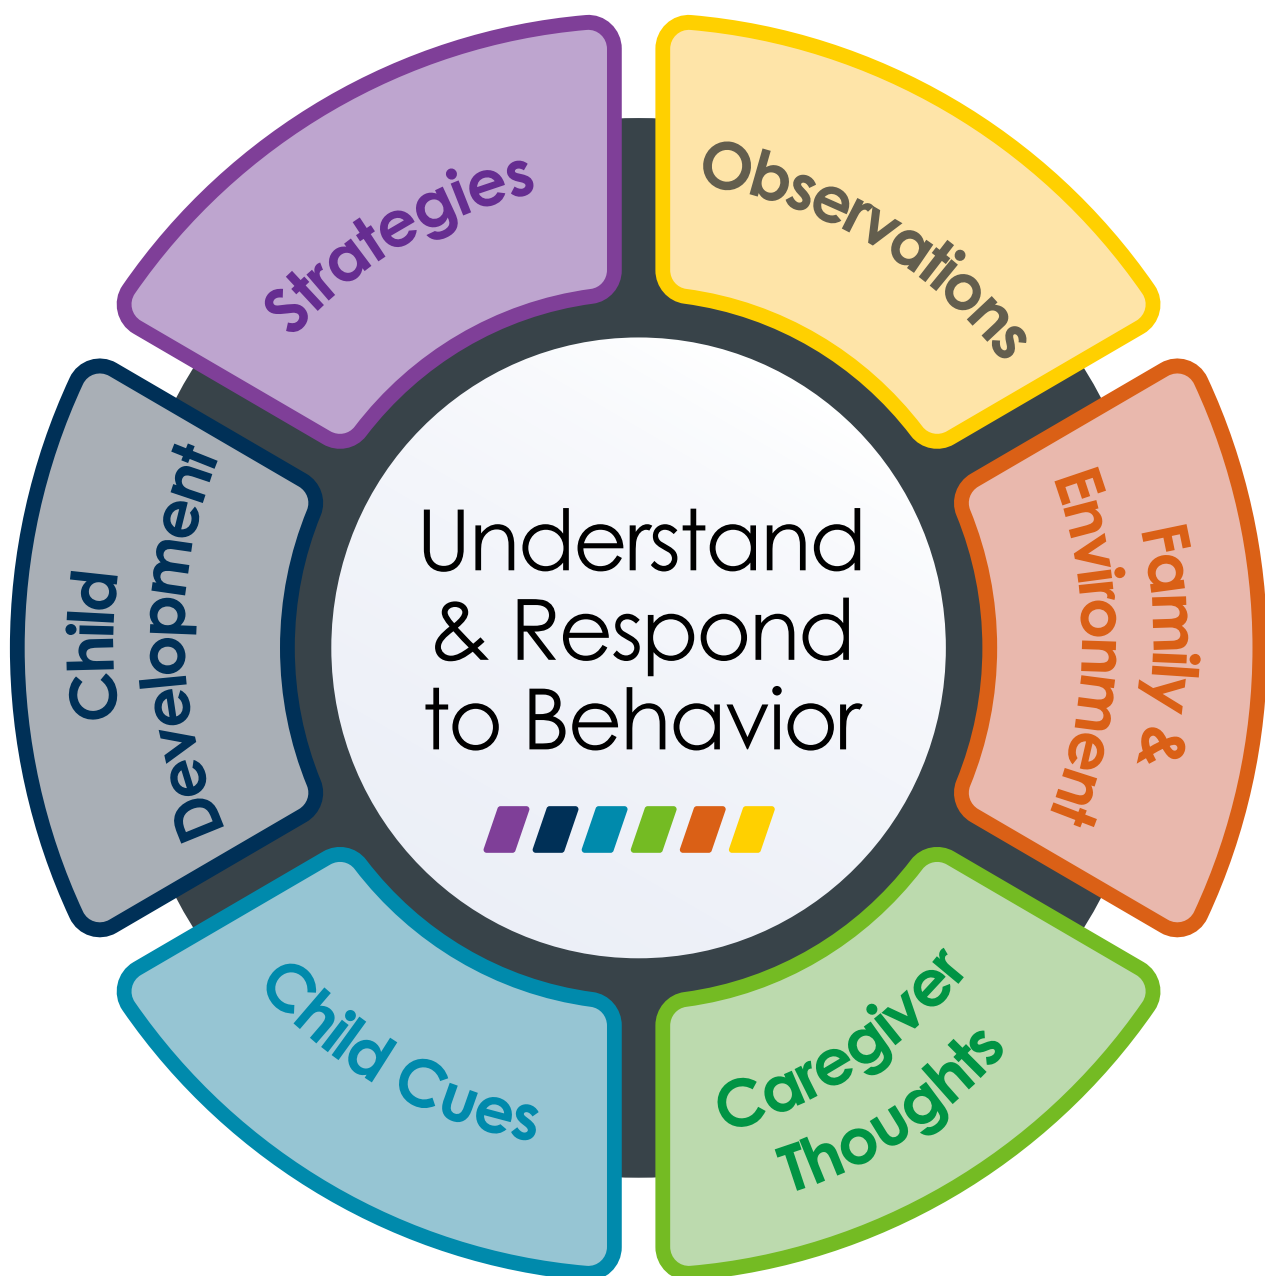 Strategies
Observations
Family &
Environment
Caregiver
Thoughts
Child Cues
Child
Development
Understand
& Respond
to Behavior